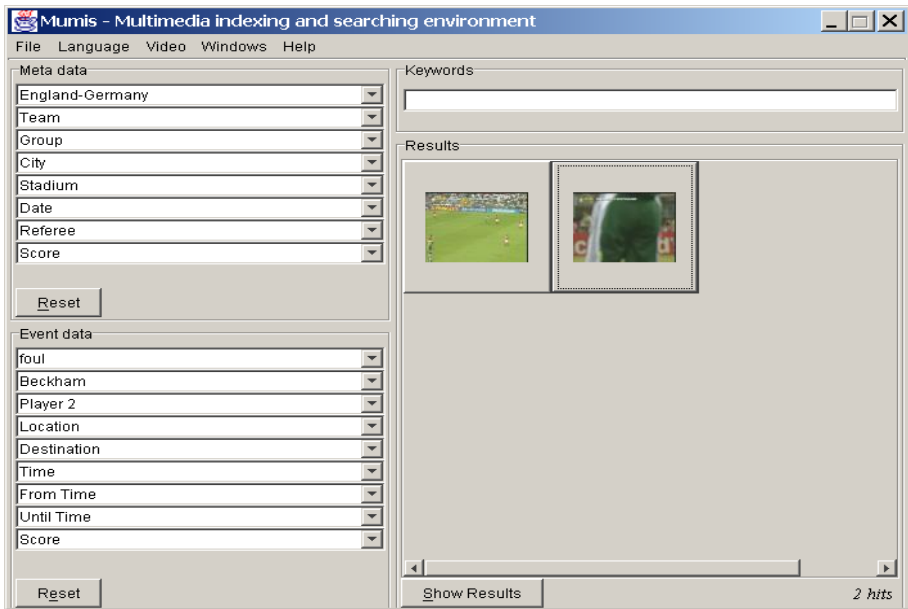 Mumis - Multimedia indexing and searching environment
File Language Video Windows Help
Meta data
England-Germany
Team
Group
City
Stadium
Date
Referee
Score
Reset
Event data
foul
Beckham
Player 2
Location
Destination
Time
From Time
Until Time
Score
Reset
Keywords
Results
Show Results
2 hits